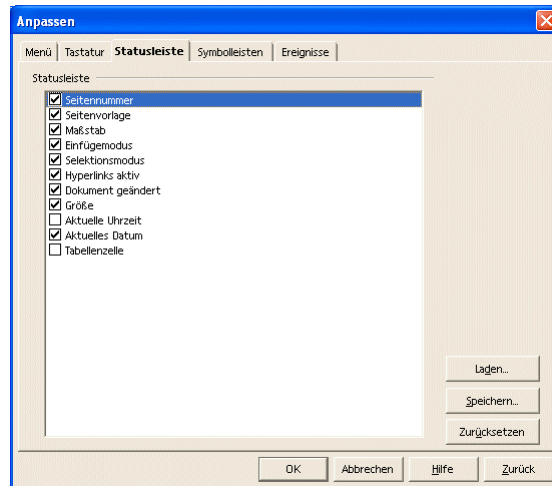 Anpassen
Menü Tastatur Statusleiste Symbolleisten Ereignisse
Statusleiste
Seitennummer
Seitenvorlage
Maßstab
Einfügemodus
Selektionsmodus
Hyperlinks aktiv
Dokument geändert
Größe
Aktuelle Uhrzeit
Aktuelles Datum
Tabellenzelle
Laden...
Speichern...
Zurücksetzen
OK Abbrechen Hilfe Zurück